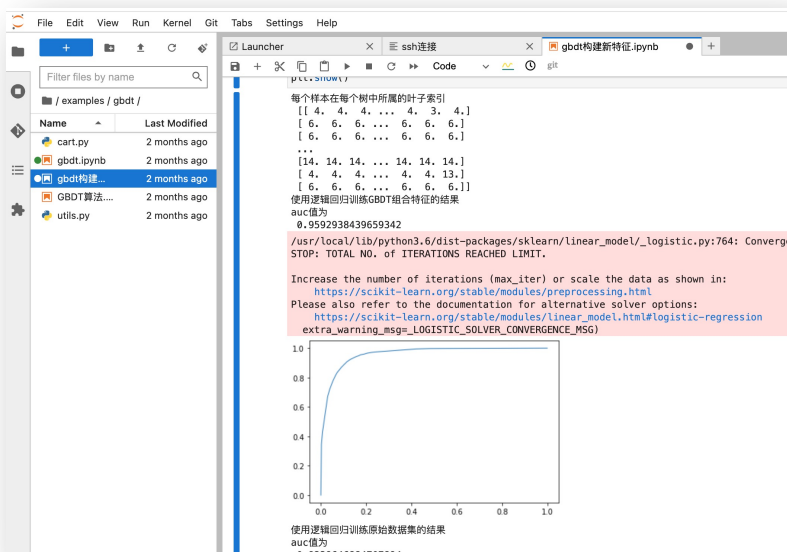 File Edit View Run Kernel Git Tabs Settings Help
Launcher
ssh连接
gbdt构建新特征.ipynb
Code
git
Filter files by name
/ examples / gbdt /
Name
Last Modified
cart.py 2 months ago
gbdt.ipynb 2 months ago
gbdt构建... 2 months ago
GBDT算法.... 2 months ago
utils.py 2 months ago
plt.show()
每个样本在每个树中所属的叶子索引
[[ 4. 4. 4. ... 4. 3. 4.]
[ 6. 6. 6. ... 6. 6. 6.]
[ 6. 6. 6. ... 6. 6. 6.]
...
[14. 14. 14. ... 14. 14. 14.]
[ 4. 4. 4. ... 4. 4. 13.]
[ 6. 6. 6. ... 6. 6. 6.]]
使用逻辑回归训练GBDT组合特征的结果
auc值为
0.9592938439659342
/usr/local/lib/python3.6/dist-packages/sklearn/linear_model/_logistic.py:764: Converge
STOP: TOTAL NO. of ITERATIONS REACHED LIMIT.
Increase the number of iterations (max_iter) or scale the data as shown in:
https://scikit-learn.org/stable/modules/preprocessing.html
Please also refer to the documentation for alternative solver options:
https://scikit-learn.org/stable/modules/linear_model.html#logistic-regression
extra_warning_msg=_LOGISTIC_SOLVER_CONVERGENCE_MSG)
1.0
0.8
0.6
0.4
0.2
0.0
0.0 0.2 0.4 0.6 0.8 1.0
使用逻辑回归训练原始数据集的结果
auc值为